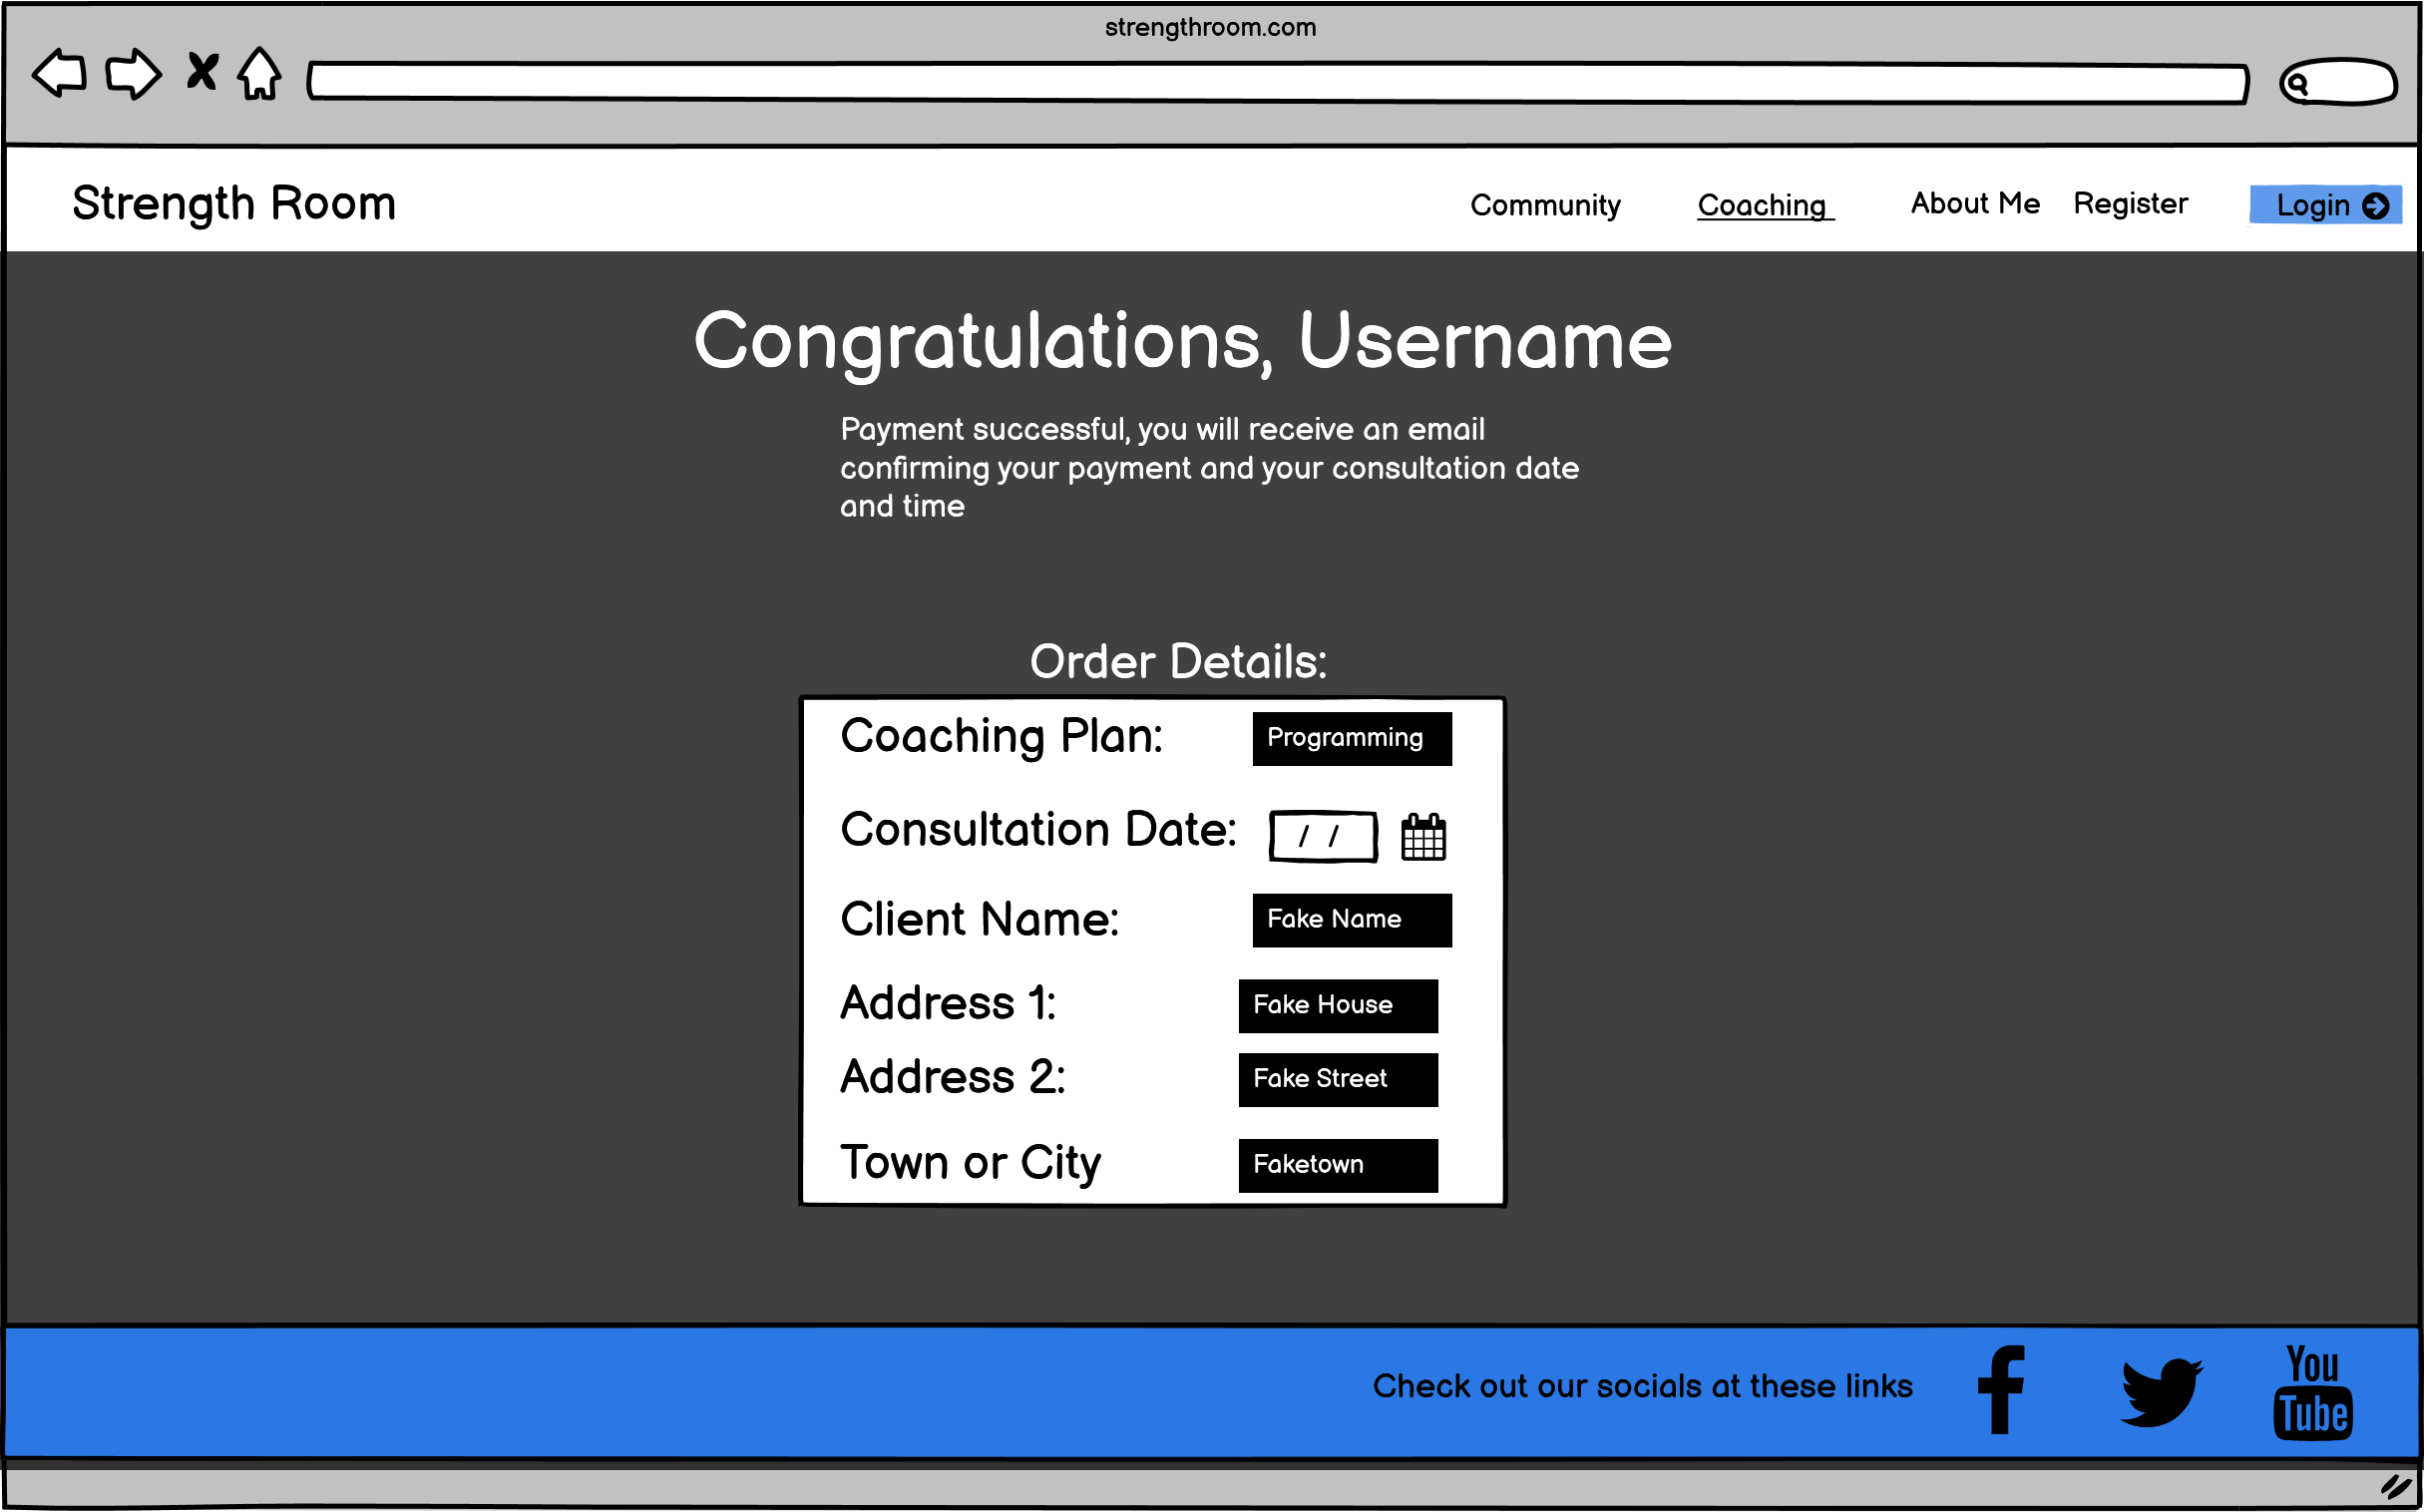 strengthroom.com
Strength Room
Community
Coaching
About Me
Register
Login
Congratulations, Username
Payment successful, you will receive an email
confirming your payment and your consultation date
and time
Order Details:
Coaching Plan: Programming
Consultation Date: / /
Client Name: Fake Name
Address 1: Fake House
Address 2: Fake Street
Town or City Faketown
Check out our socials at these links
You
Tube